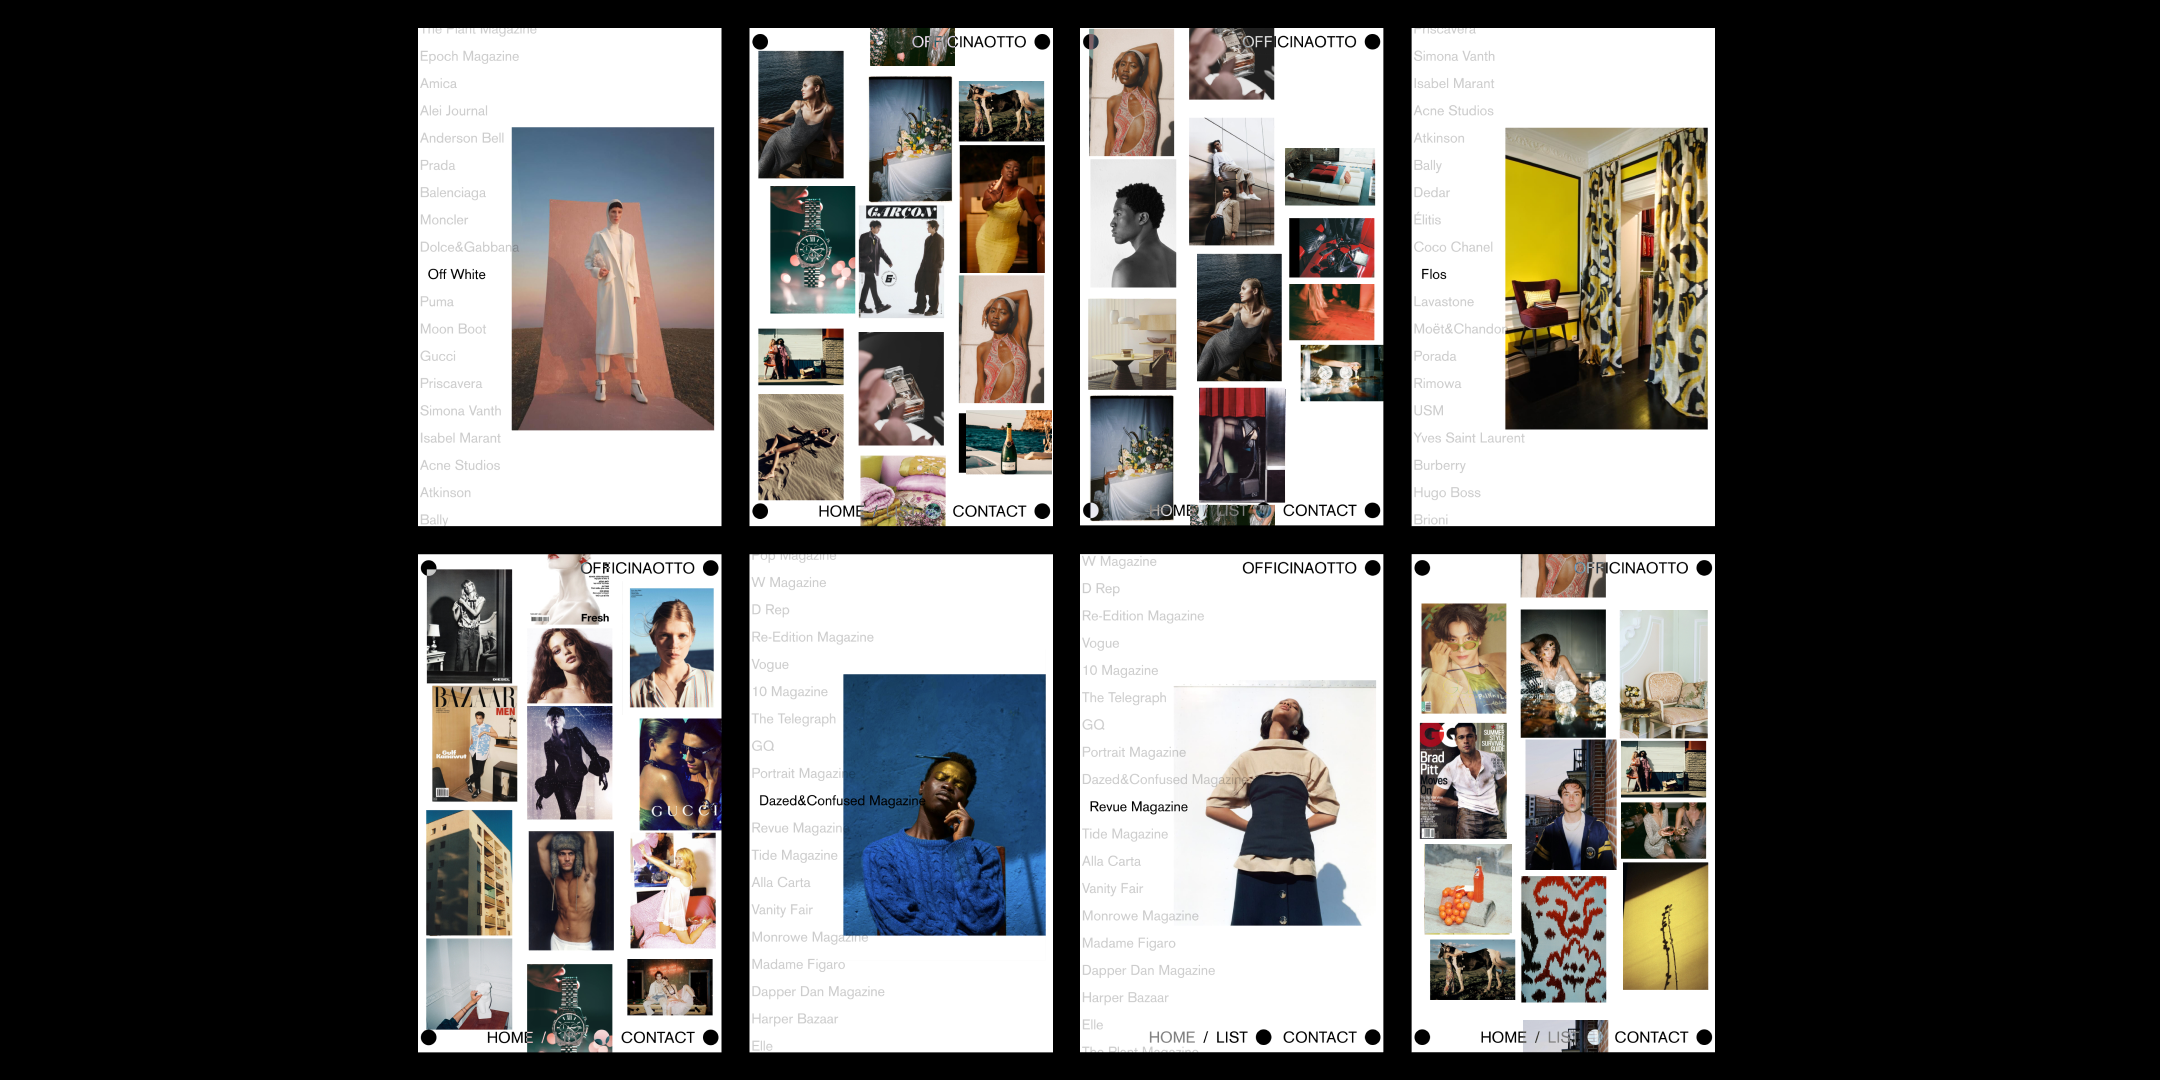 The Plant Magazine
Epoch Magazine
Amica
Alei Journal
Anderson Bell
Prada
Balenciaga
Moncler
Dolce&Gabbana
Off White
Puma
Moon Boot
Gucci
Priscavera
Simona Vanth
Isabel Marant
Acne Studios
Atkinson
Bally
OFFICINAOTTO
GARÇON
G
HOME /
CONTACT
OFFICINAOTTO
HOME / LIST
CONTACT
Priscavera
Simona Vanth
Isabel Marant
Acne Studios
Atkinson
Bally
Dedar
Élitis
Coco Chanel
Flos
Lavastone
Moët&Chandon
Porada
Rimowa
USM
Yves Saint Laurent
Burberry
Hugo Boss
Brioni
OFFICINAOTTO
Fresh
BAZAAR
MEN
Gulf
Kanawut
GUCCI
HOME /
CONTACT
Pop Magazine
W Magazine
D Rep
Re-Edition Magazine
Vogue
10 Magazine
The Telegraph
GQ
Portrait Magazine
Dazed&Confused Magazine
Revue Magazine
Tide Magazine
Alla Carta
Vanity Fair
Monrowe Magazine
Madame Figaro
Dapper Dan Magazine
Harper Bazaar
Elle
OFFICINAOTTO
W Magazine
D Rep
Re-Edition Magazine
Vogue
10 Magazine
The Telegraph
GQ
Portrait Magazine
Dazed&Confused Magazine
Revue Magazine
Tide Magazine
Alla Carta
Vanity Fair
Monrowe Magazine
Madame Figaro
Dapper Dan Magazine
Harper Bazaar
Elle
The Plant Magazine
HOME / LIST
CONTACT
OFFICINAOTTO
GQ
SUMMER
STYLE
SURVIVAL
GUIDE
Brad
Pitt
Moves
On
HOME / LIST
CONTACT